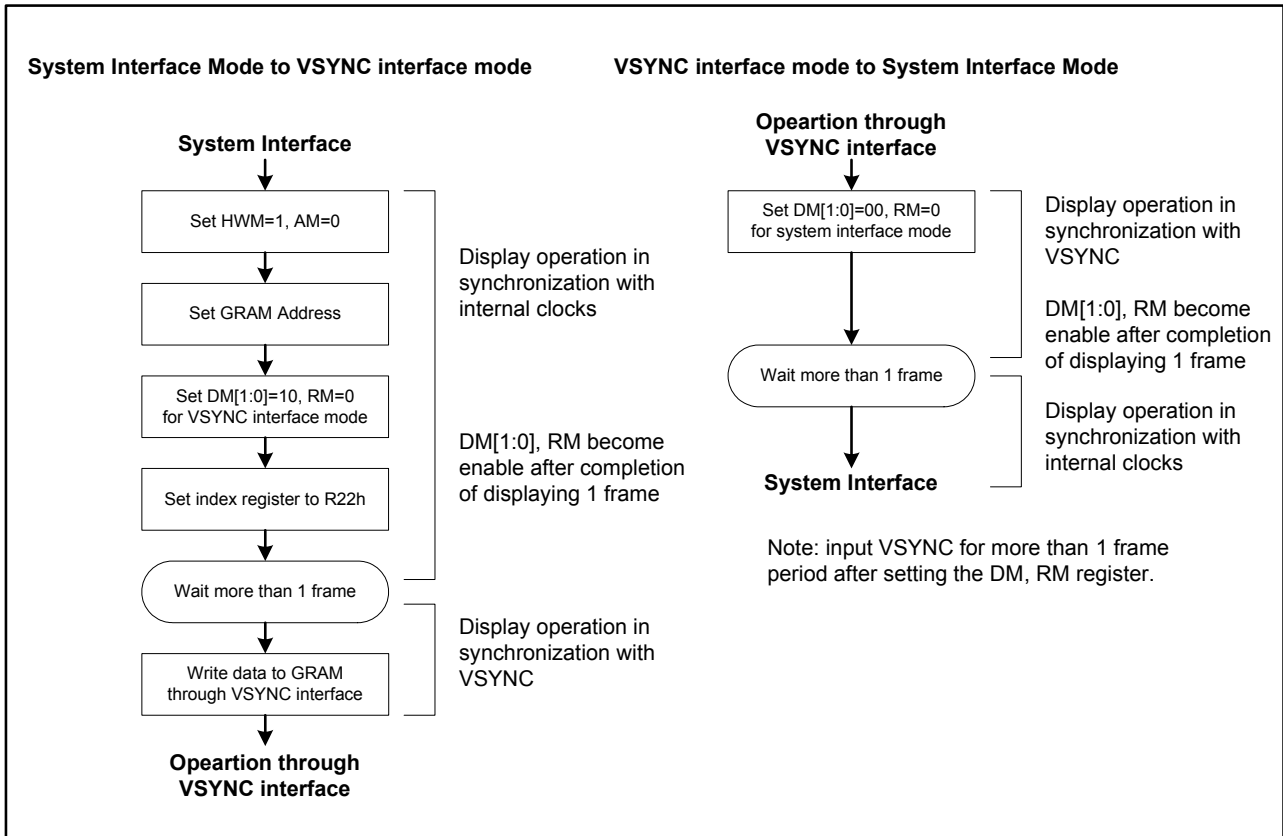 System Interface Mode to VSYNC interface mode
System Interface
Set HWM=1, AM=0
Set GRAM Address
Set DM[1:0]=10, RM=0
for VSYNC interface mode
Set index register to R22h
Wait more than 1 frame
Write data to GRAM
through VSYNC interface
Opeartion through
VSYNC interface
Display operation in
synchronization with
internal clocks
DM[1:0], RM become
enable after completion
of displaying 1 frame
Display operation in
synchronization with
VSYNC
VSYNC interface mode to System Interface Mode
Opeartion through
VSYNC interface
Set DM[1:0]=00, RM=0
for system interface mode
Wait more than 1 frame
System Interface
Display operation in
synchronization with
VSYNC
DM[1:0], RM become
enable after completion
of displaying 1 frame
Display operation in
synchronization with
internal clocks
Note: input VSYNC for more than 1 frame
period after setting the DM, RM register.